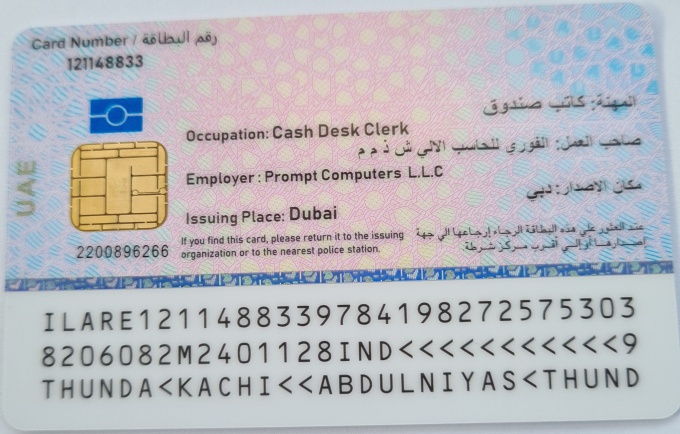 Card Number / رقم البطاقة
121148833
المهنة: كاتب صندوق
Occupation: Cash Desk Clerk
صاحب العمل: الفوري للحاسب الالي ش ذ م م
Employer : Prompt Computers L.L.C
مكان الاصدار: دبي
Issuing Place: Dubai
UAE
عند العثور علي هذه البطاقة الرجاء إرجاعها الي جهة
إصدارها أو إلي أقرب مركز شرطة
If you find this card, please return it to the issuing
organization or to the nearest police station.
2200896266
ILARE1211488339784198272575303
8206082M2401128IND<<<<<<<<<<<9
THUNDA<KACHI<<ABDULNIYAS<THUND